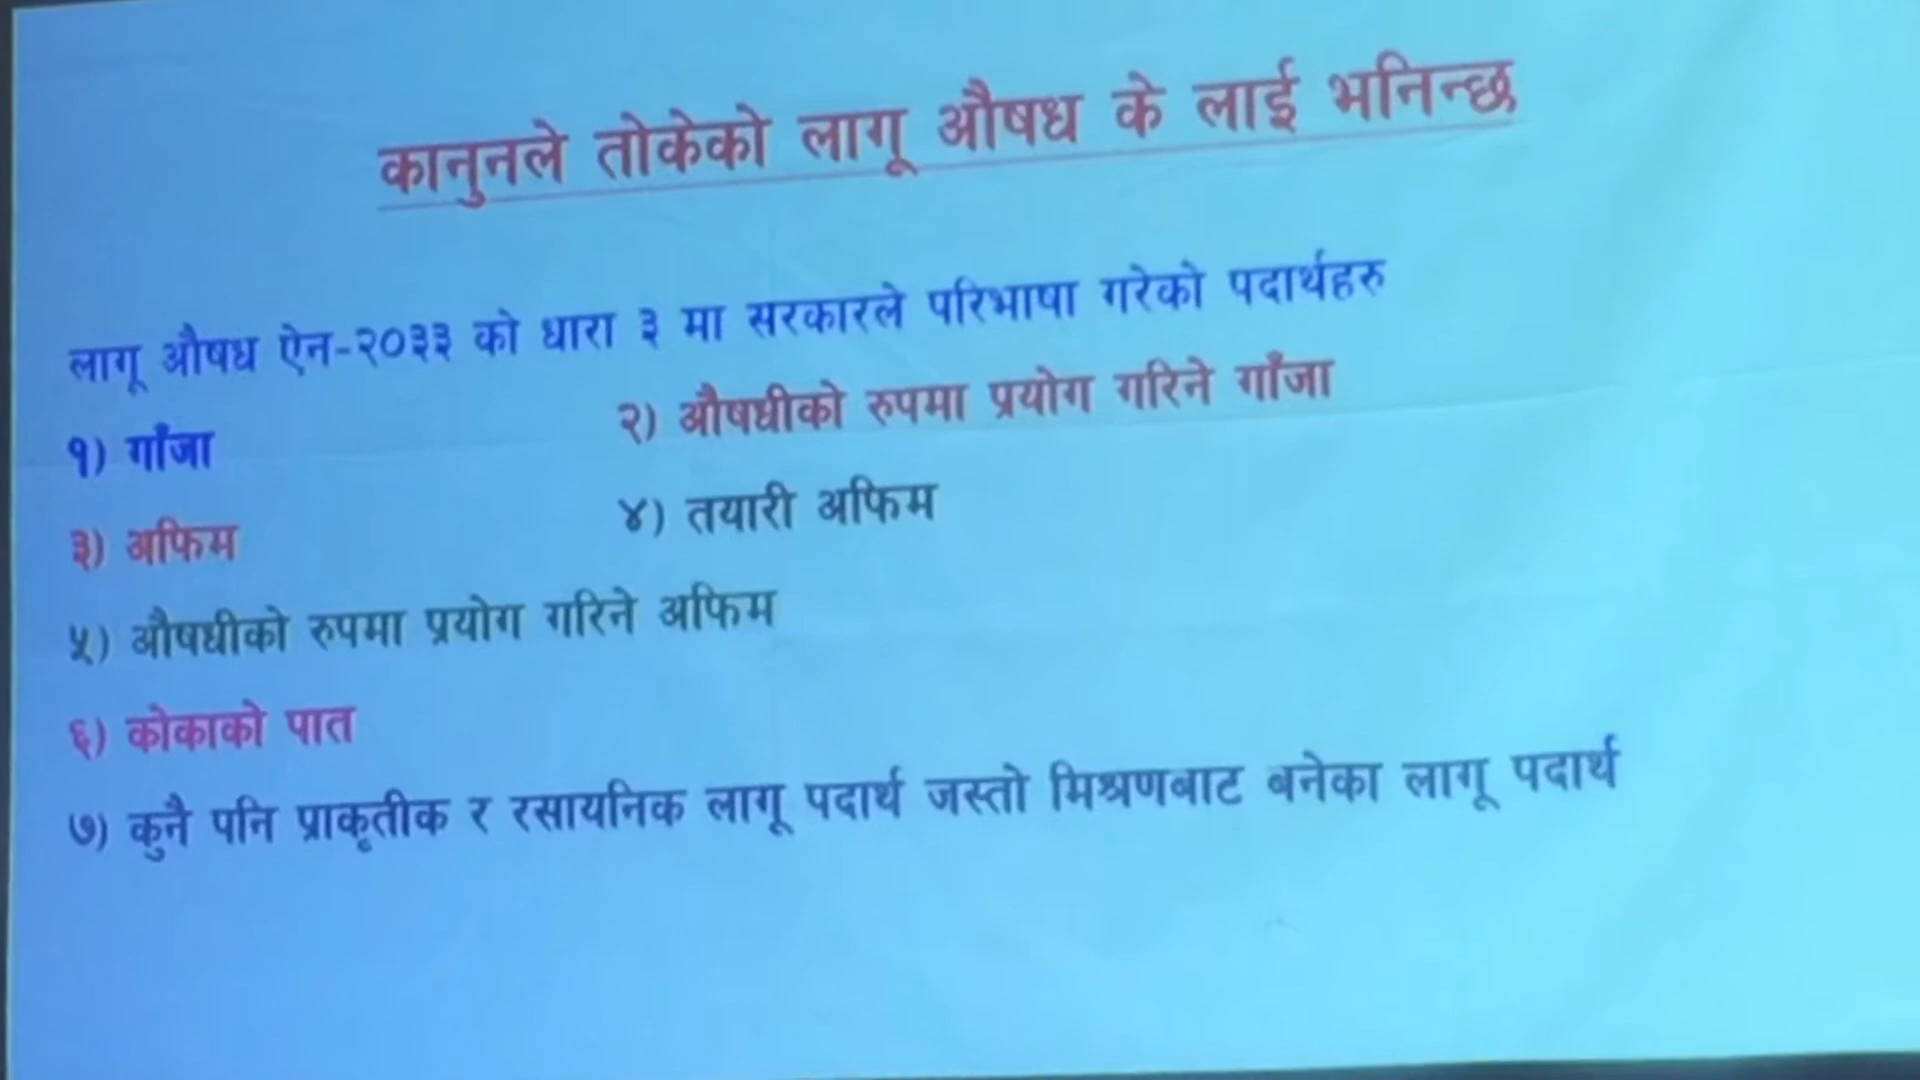 कानुनले तोकेको लागू औषध के लाई भनिन्छ
लागू औषध ऐन-२०३३ को धारा ३ मा सरकारले परिभाषा गरेको पदार्थहरु
१) गाँजा
२) औषधीको रुपमा प्रयोग गरिने गाँजा
३) अफिम
४) तयारी अफिम
५) औषधीको रुपमा प्रयोग गरिने अफिम
६) कोकाको पात
७) कुनै पनि प्राकृतीक र रसायनिक लागू पदार्थ जस्तो मिश्रणबाट बनेका लागू पदार्थ